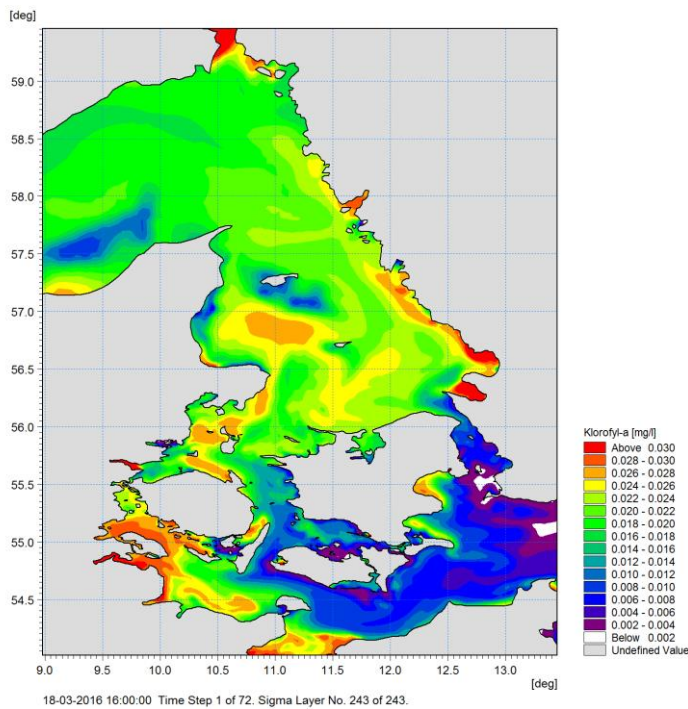 [deg]
59.0
58.5
58.0
57.5
57.0
56.5
56.0
55.5
55.0
54.5
9.0 9.5 10.0 10.5 11.0 11.5 12.0 12.5 13.0
[deg]
Klorofyl-a [mg/l]
Above 0.030
0.028 - 0.030
0.026 - 0.028
0.024 - 0.026
0.022 - 0.024
0.020 - 0.022
0.018 - 0.020
0.016 - 0.018
0.014 - 0.016
0.012 - 0.014
0.010 - 0.012
0.008 - 0.010
0.006 - 0.008
0.004 - 0.006
0.002 - 0.004
Below 0.002
Undefined Value
18-03-2016 16:00:00 Time Step 1 of 72. Sigma Layer No. 243 of 243.